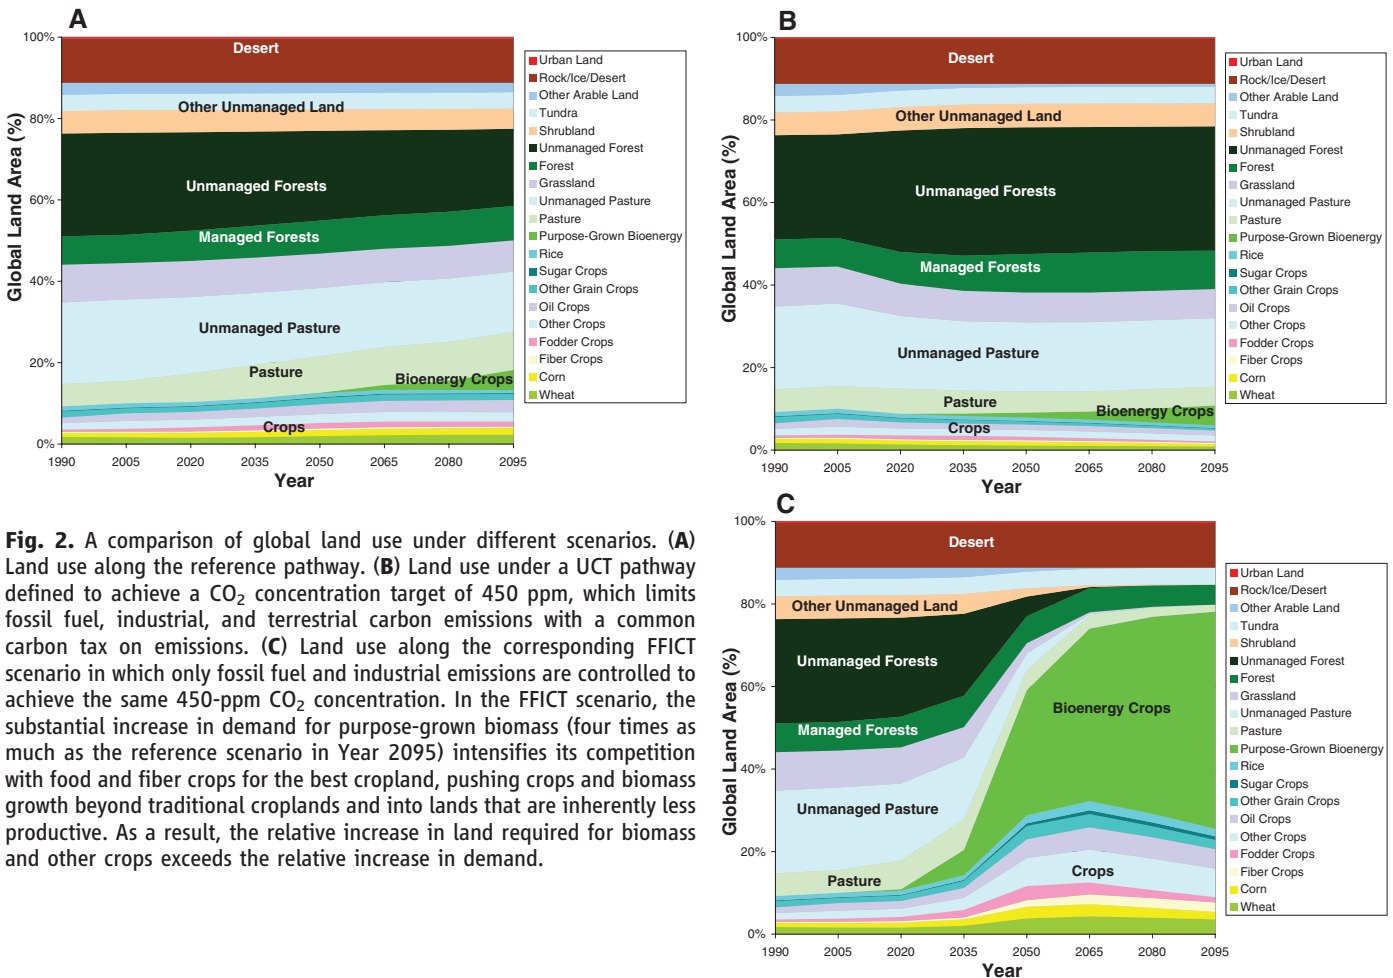 A
Global Land Area (%)
100%
80%
60%
40%
20%
0%
Desert
Other Unmanaged Land
Unmanaged Forests
Managed Forests
Unmanaged Pasture
Pasture
Bioenergy Crops
Crops
1990 2005 2020 2035 2050 2065 2080 2095
Year
Urban Land
Rock/Ice/Desert
Other Arable Land
Tundra
Shrubland
Unmanaged Forest
Forest
Grassland
Unmanaged Pasture
Pasture
Purpose-Grown Bioenergy
Rice
Sugar Crops
Other Grain Crops
Oil Crops
Other Crops
Fodder Crops
Fiber Crops
Corn
Wheat
B
Global Land Area (%)
100%
80%
60%
40%
20%
0%
Desert
Other Unmanaged Land
Unmanaged Forests
Managed Forests
Unmanaged Pasture
Pasture
Bioenergy Crops
Crops
1990 2005 2020 2035 2050 2065 2080 2095
Year
Urban Land
Rock/Ice/Desert
Other Arable Land
Tundra
Shrubland
Unmanaged Forest
Forest
Grassland
Unmanaged Pasture
Pasture
Purpose-Grown Bioenergy
Rice
Sugar Crops
Other Grain Crops
Oil Crops
Other Crops
Fodder Crops
Fiber Crops
Corn
Wheat
Fig. 2. A comparison of global land use under different scenarios. (A)
Land use along the reference pathway. (B) Land use under a UCT pathway
defined to achieve a CO₂ concentration target of 450 ppm, which limits
fossil fuel, industrial, and terrestrial carbon emissions with a common
carbon tax on emissions. (C) Land use along the corresponding FFICT
scenario in which only fossil fuel and industrial emissions are controlled to
achieve the same 450-ppm CO₂ concentration. In the FFICT scenario, the
substantial increase in demand for purpose-grown biomass (four times as
much as the reference scenario in Year 2095) intensifies its competition
with food and fiber crops for the best cropland, pushing crops and biomass
growth beyond traditional croplands and into lands that are inherently less
productive. As a result, the relative increase in land required for biomass
and other crops exceeds the relative increase in demand.
C
Global Land Area (%)
100%
80%
60%
40%
20%
0%
Desert
Other Unmanaged Land
Unmanaged Forests
Managed Forests
Bioenergy Crops
Unmanaged Pasture
Pasture
Crops
1990 2005 2020 2035 2050 2065 2080 2095
Year
Urban Land
Rock/Ice/Desert
Other Arable Land
Tundra
Shrubland
Unmanaged Forest
Forest
Grassland
Unmanaged Pasture
Pasture
Purpose-Grown Bioenergy
Rice
Sugar Crops
Other Grain Crops
Oil Crops
Other Crops
Fodder Crops
Fiber Crops
Corn
Wheat